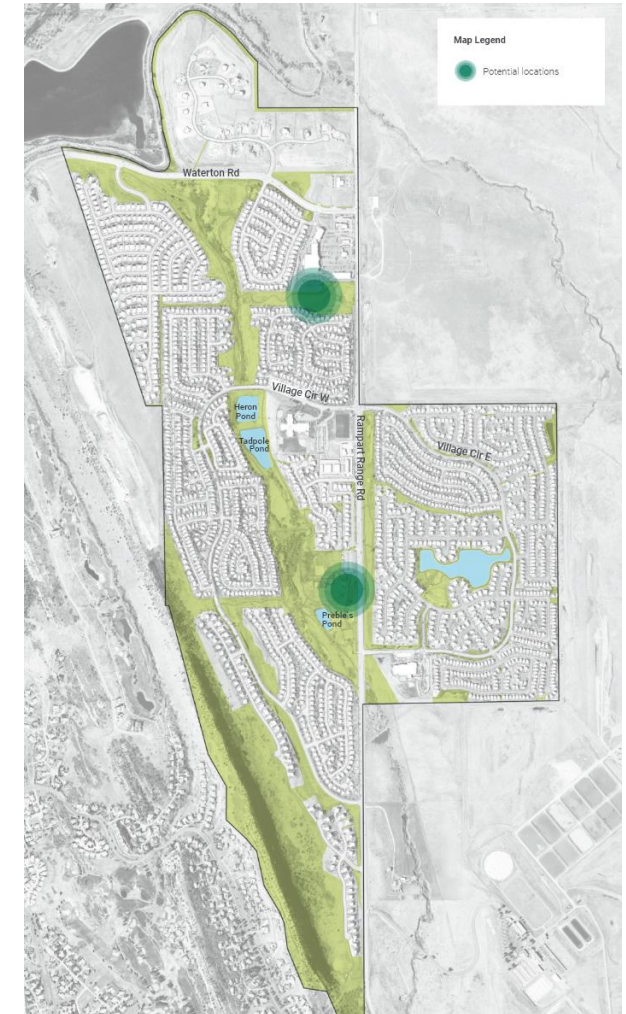 Map Legend
Potential locations
Waterton Rd
Village Cir W
Heron
Pond
Tadpole
Pond
Rampart Range Rd
Village Cir E
Preble's
Pond